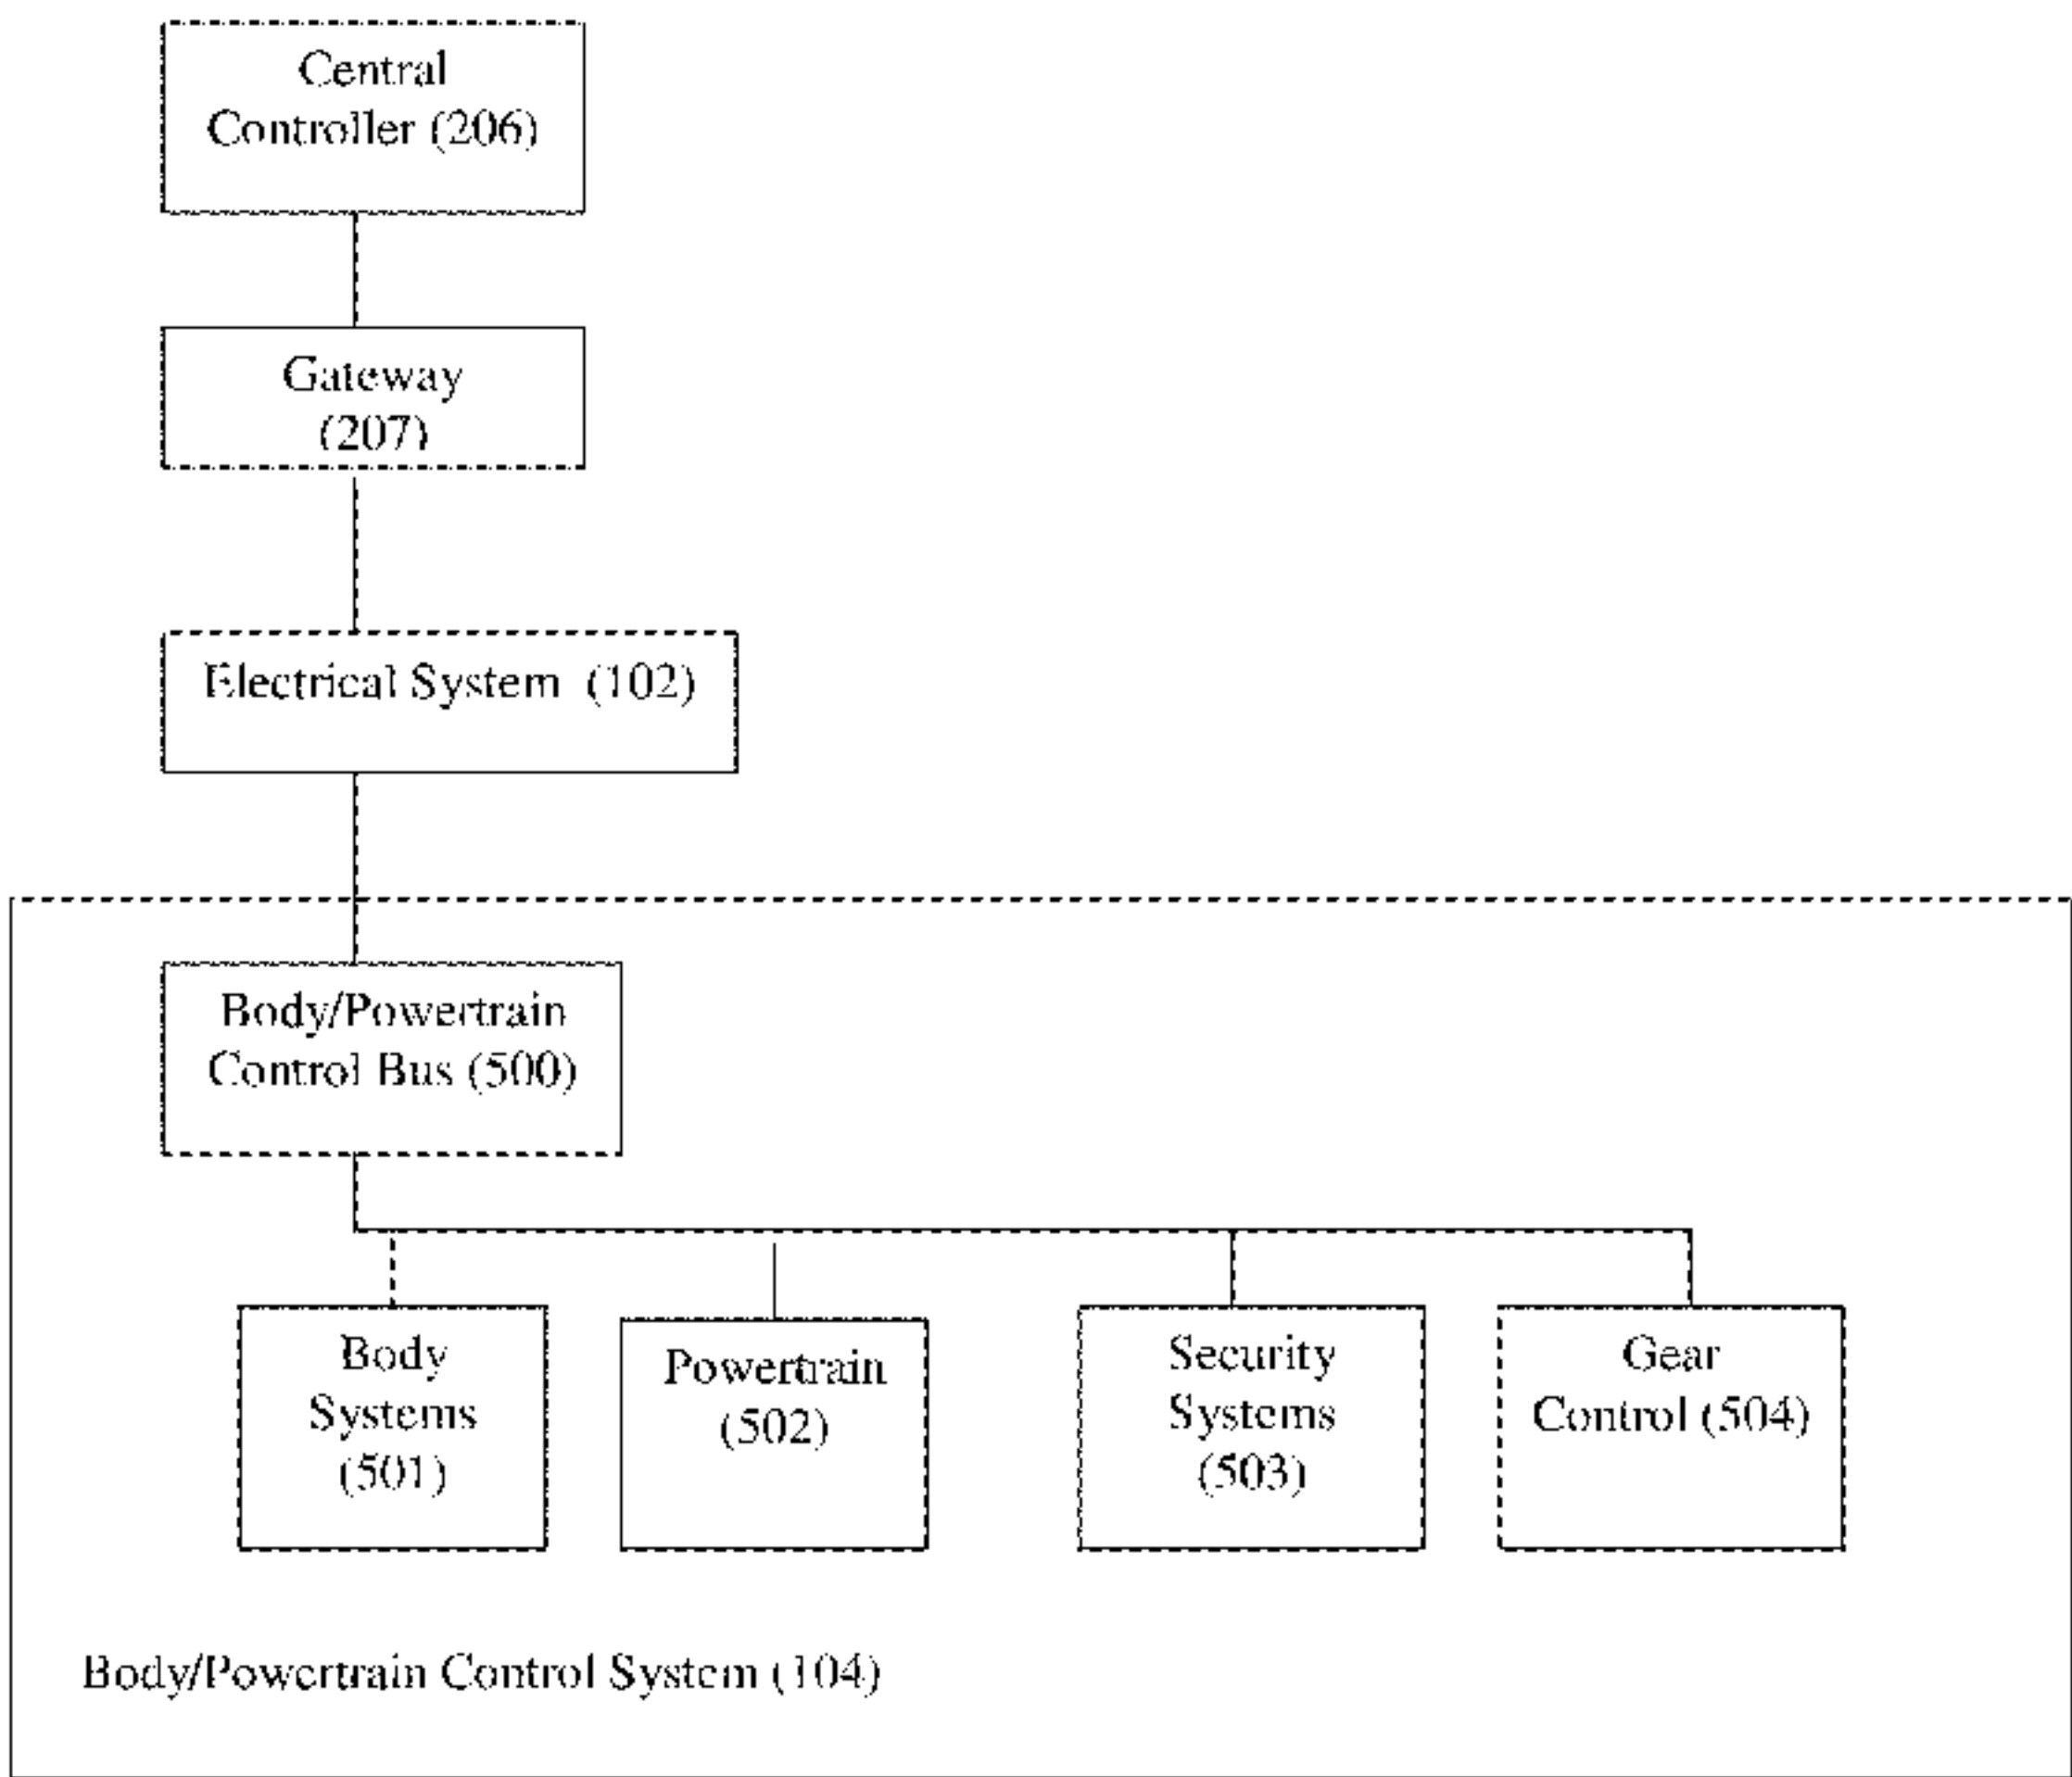 Central
Controller (206)
Gateway
(207)
Electrical System (102)
Body/Powertrain
Control Bus (500)
Body
Systems
(501)
Powertrain
(502)
Security
Systems
(503)
Gear
Control (504)
Body/Powertrain Control System (104)